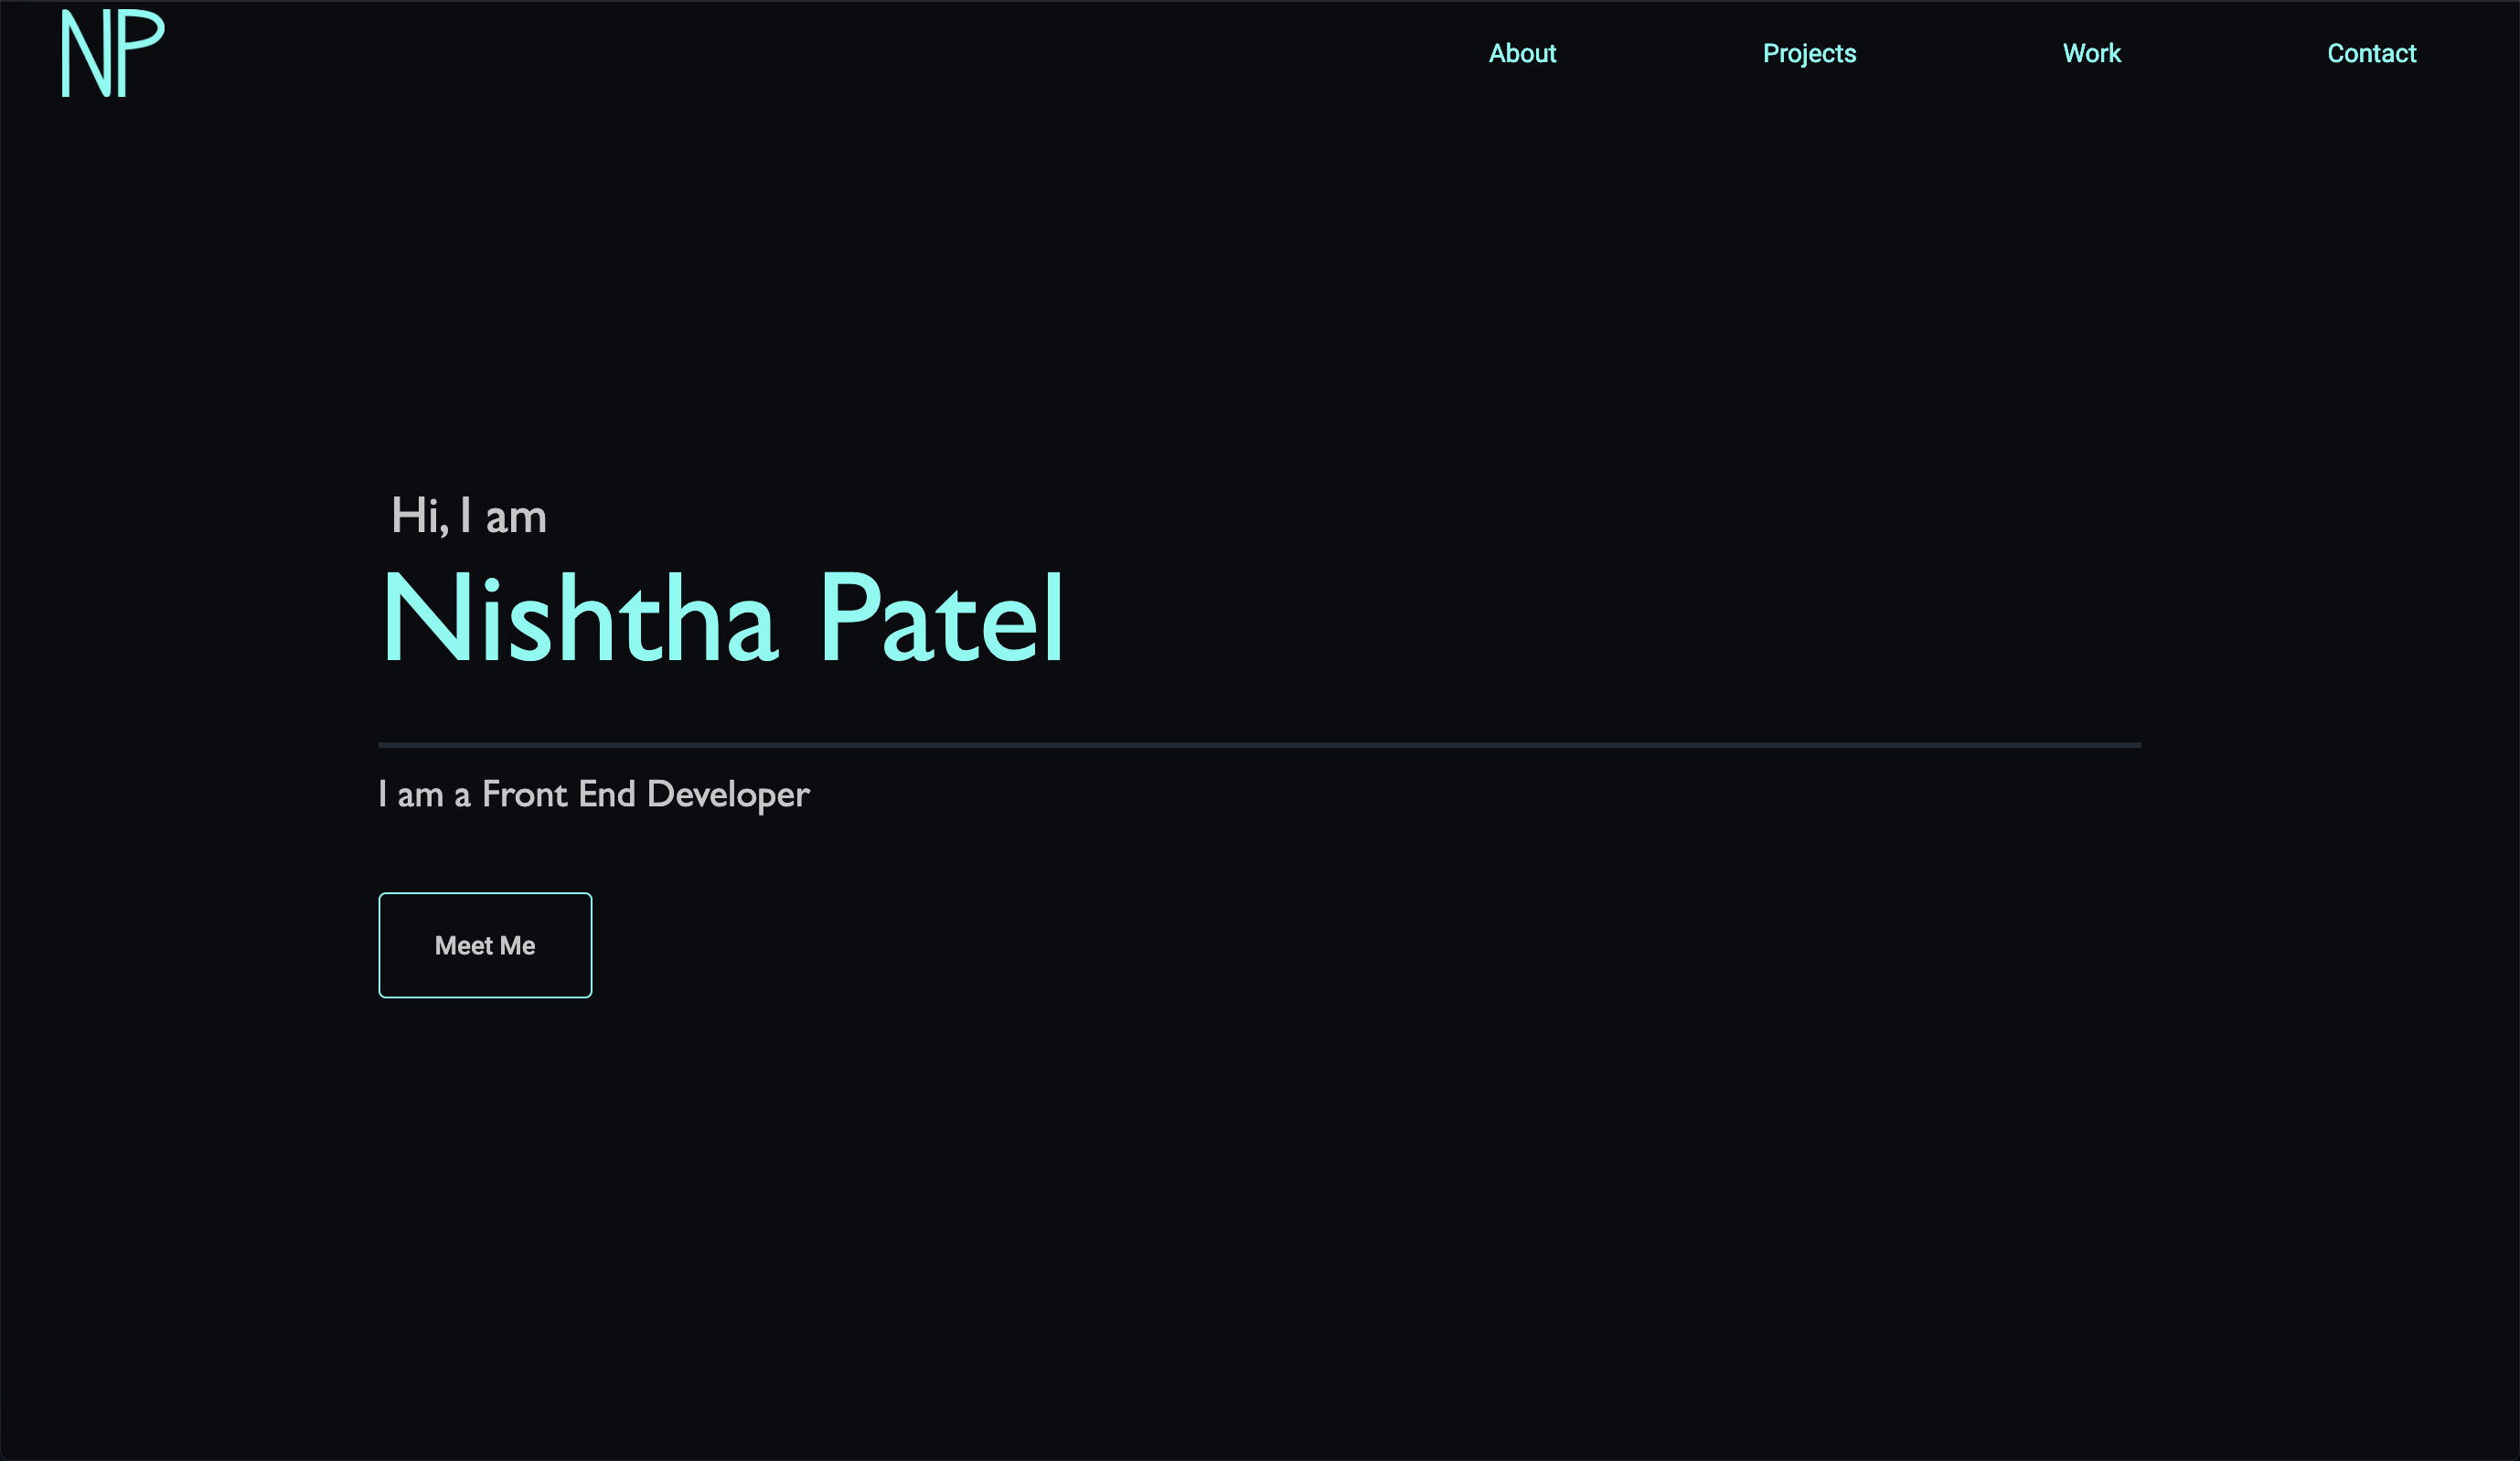 NP
About Projects Work Contact
Hi, I am
Nishtha Patel
I am a Front End Developer
Meet Me